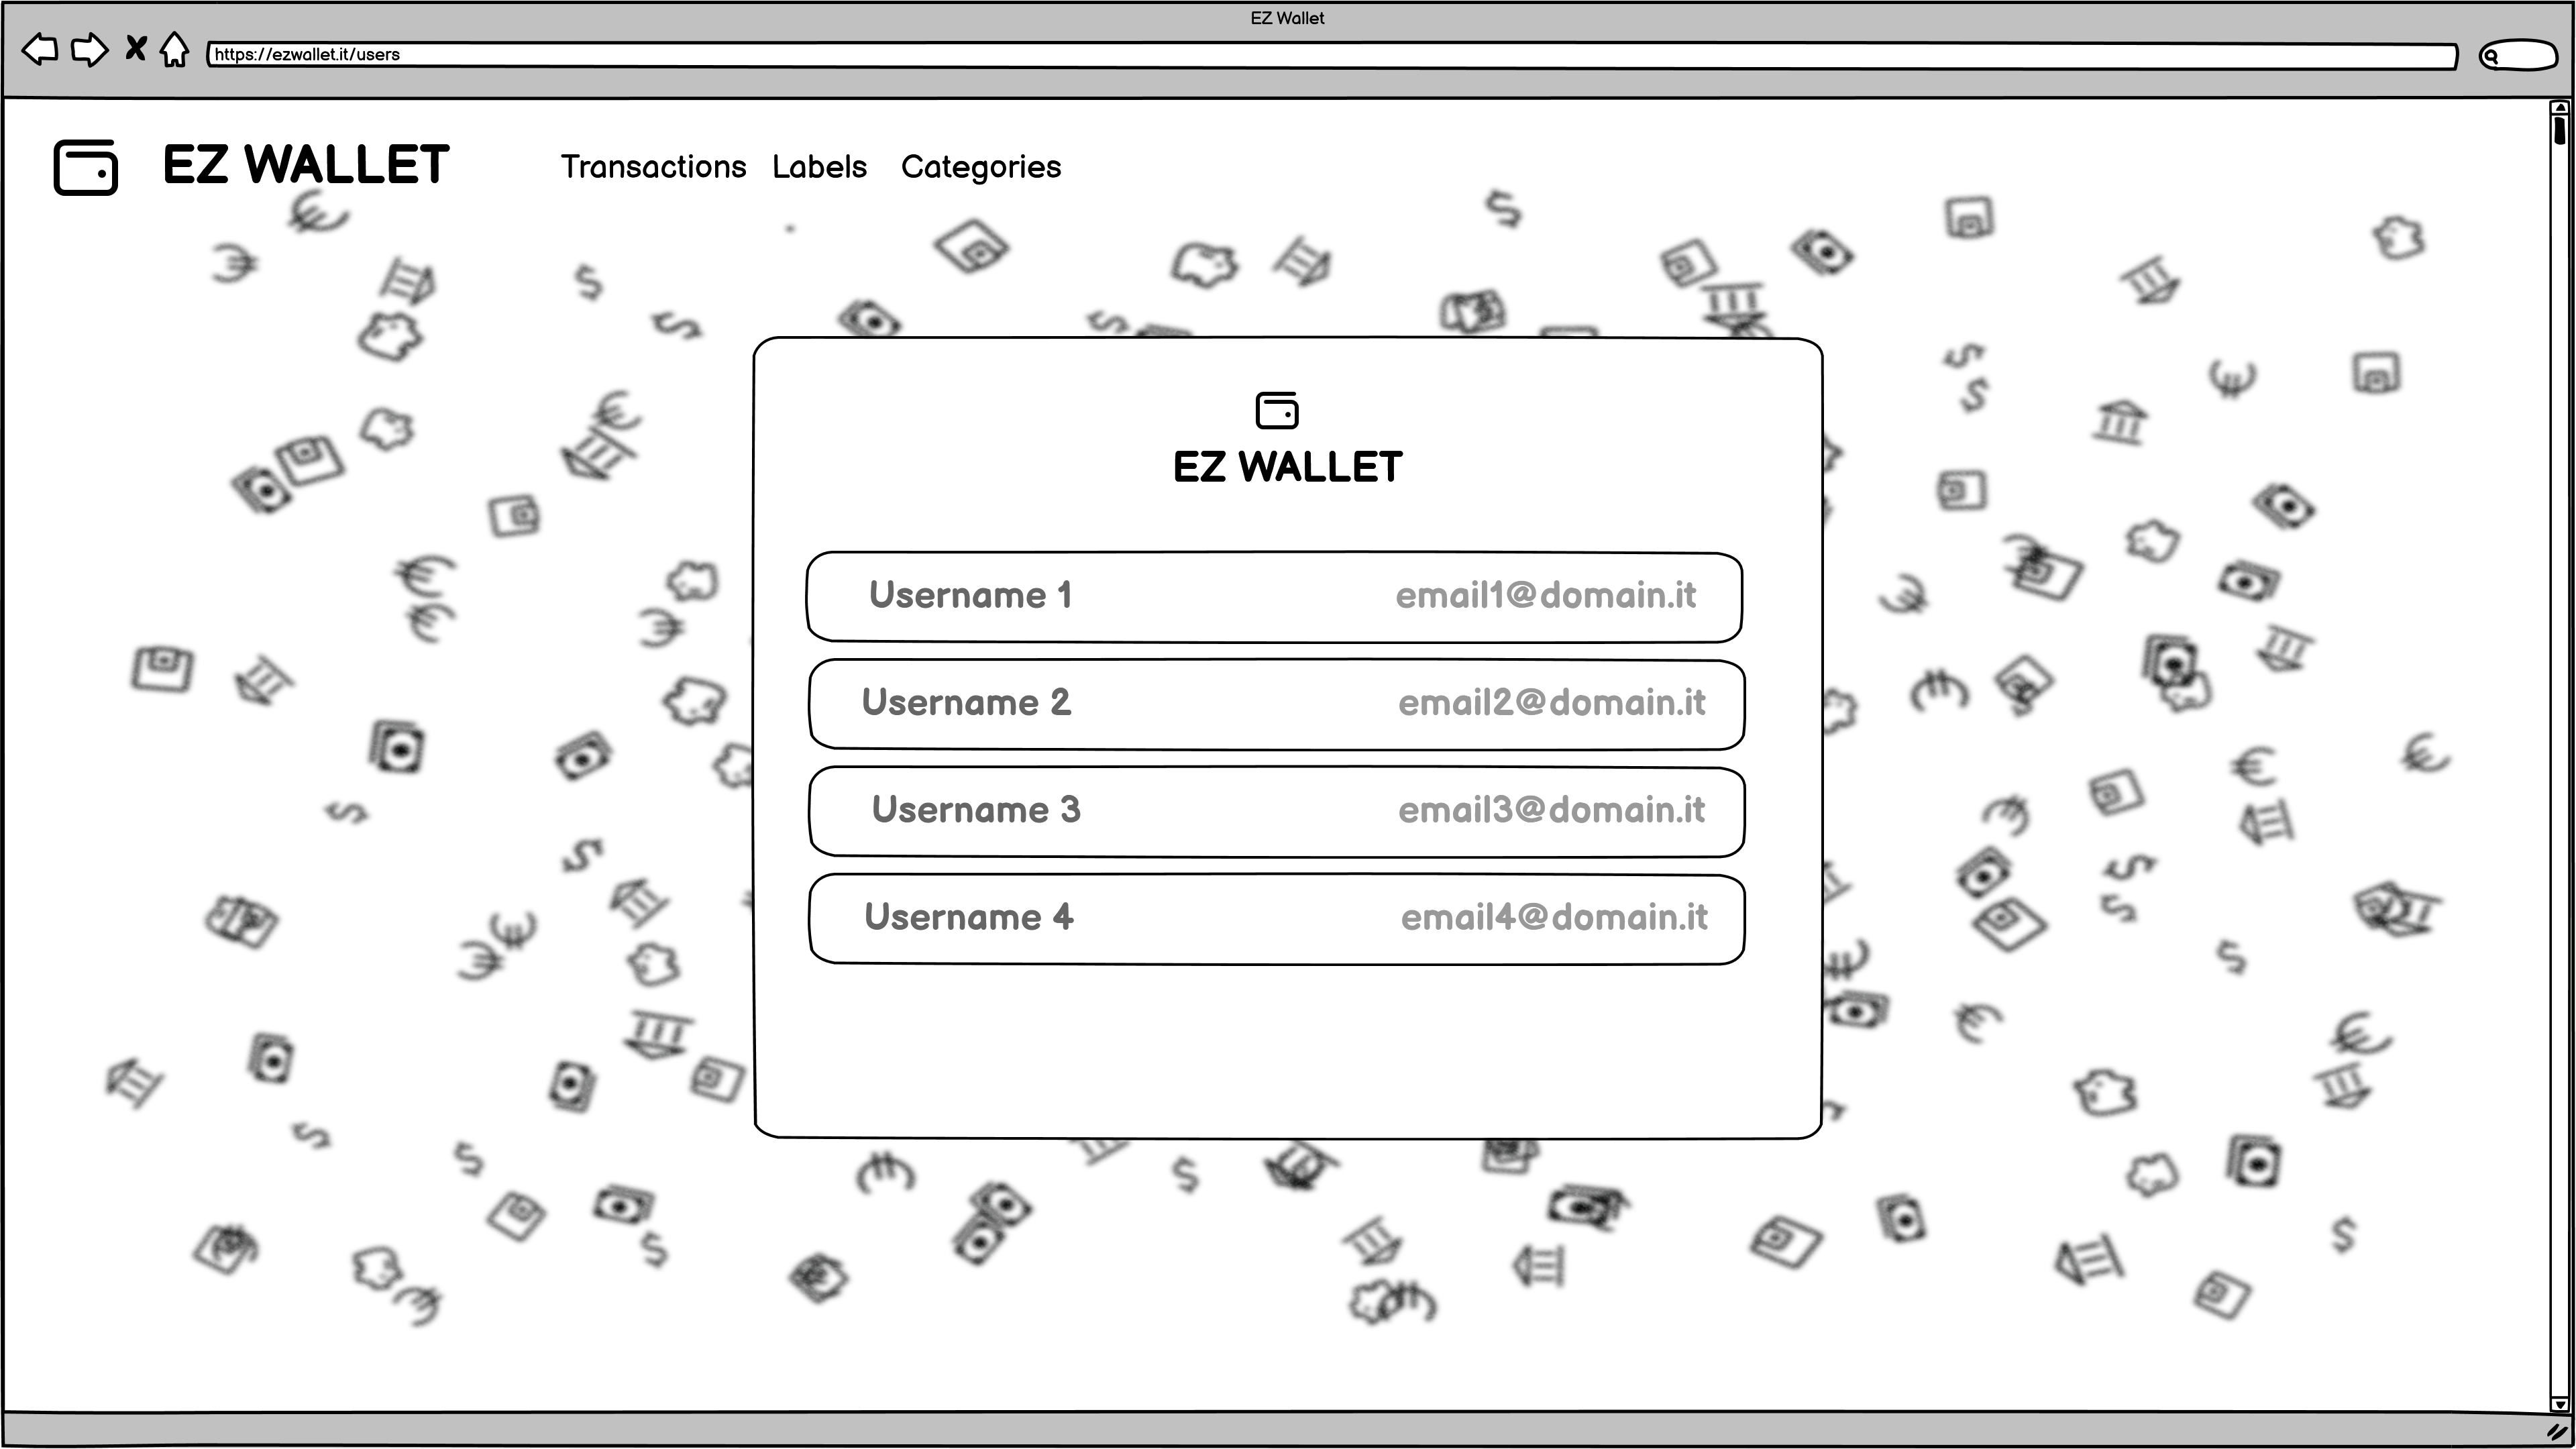 EZ Wallet
https://ezwallet.it/users
EZ WALLET Transactions Labels Categories
EZ WALLET
Username 1 email1@domain.it
Username 2 email2@domain.it
Username 3 email3@domain.it
Username 4 email4@domain.it